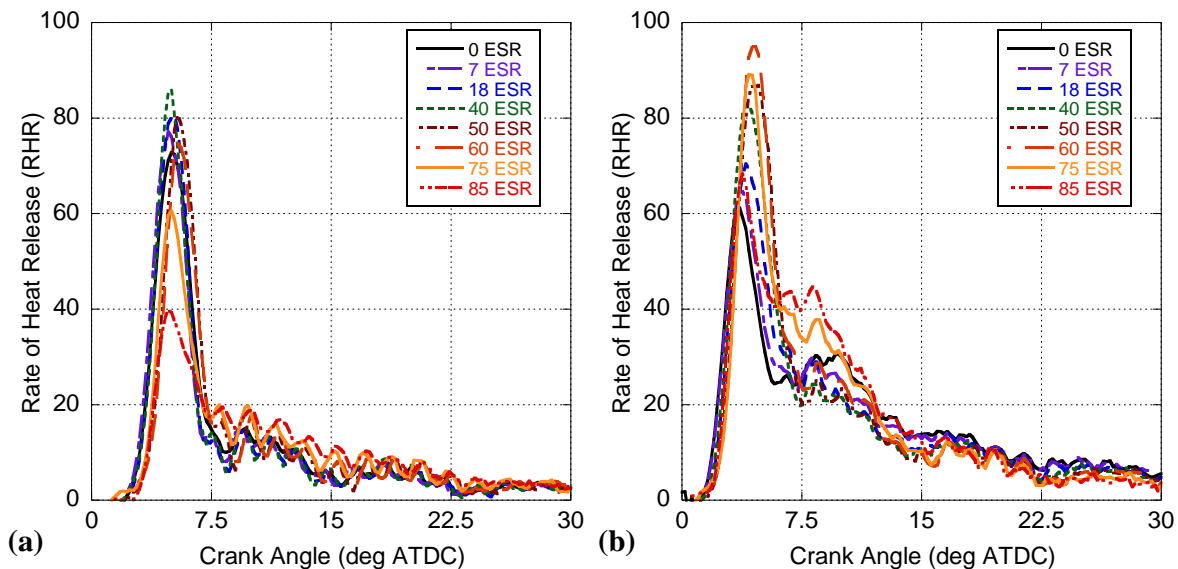 100
80
60
40
20
0
Rate of Heat Release (RHR)
0 ESR
7 ESR
18 ESR
40 ESR
50 ESR
60 ESR
75 ESR
85 ESR
0 7.5 15 22.5 30
Crank Angle (deg ATDC)
(a)
100
80
60
40
20
0
Rate of Heat Release (RHR)
0 ESR
7 ESR
18 ESR
40 ESR
50 ESR
60 ESR
75 ESR
85 ESR
0 7.5 15 22.5 30
Crank Angle (deg ATDC)
(b)